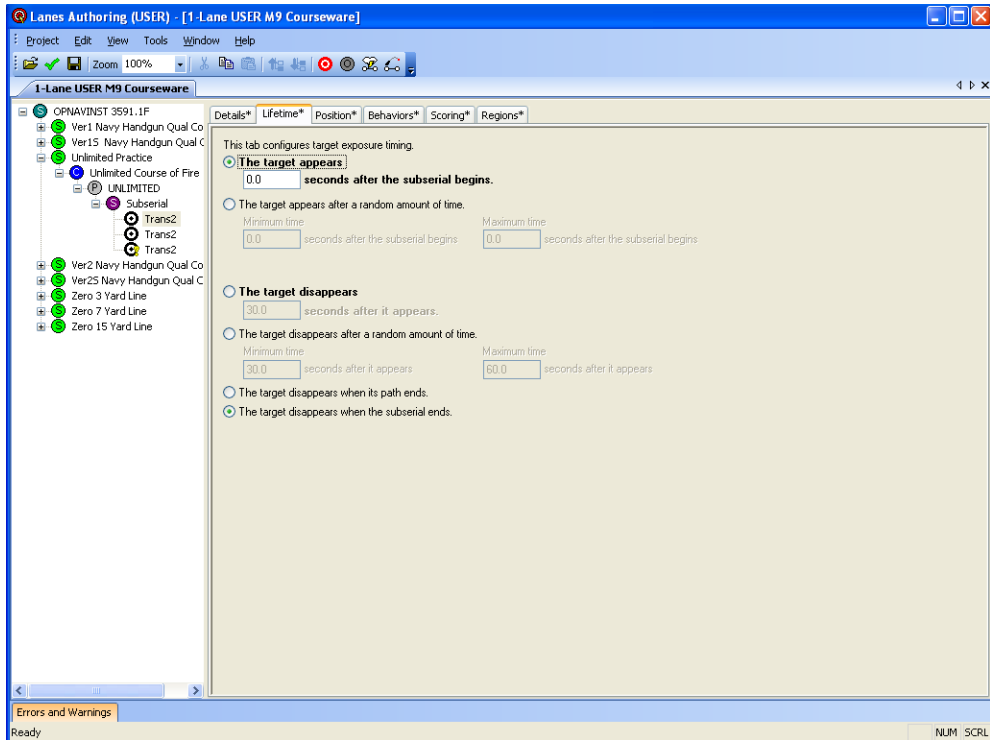 Lanes Authoring (USER) - [1-Lane USER M9 Courseware]
Project Edit View Tools Window Help
Zoom 100%
1-Lane USER M9 Courseware
OPNAVINST 3591.1F
Ver1 Navy Handgun Qual Co
Ver1S Navy Handgun Qual C
Unlimited Practice
Unlimited Course of Fire
UNLIMITED
Subserial
Trans2
Trans2
Trans2
Ver2 Navy Handgun Qual Co
Ver2S Navy Handgun Qual C
Zero 3 Yard Line
Zero 7 Yard Line
Zero 15 Yard Line
Details* Lifetime* Position* Behaviors* Scoring* Regions*
This tab configures target exposure timing.
The target appears
0.0 seconds after the subserial begins.
The target appears after a random amount of time.
Minimum time Maximum time
0.0 seconds after the subserial begins 0.0 seconds after the subserial begins
The target disappears
30.0 seconds after it appears.
The target disappears after a random amount of time.
Minimum time Maximum time
30.0 seconds after it appears 60.0 seconds after it appears
The target disappears when its path ends.
The target disappears when the subserial ends.
Errors and Warnings
Ready NUM SCRL